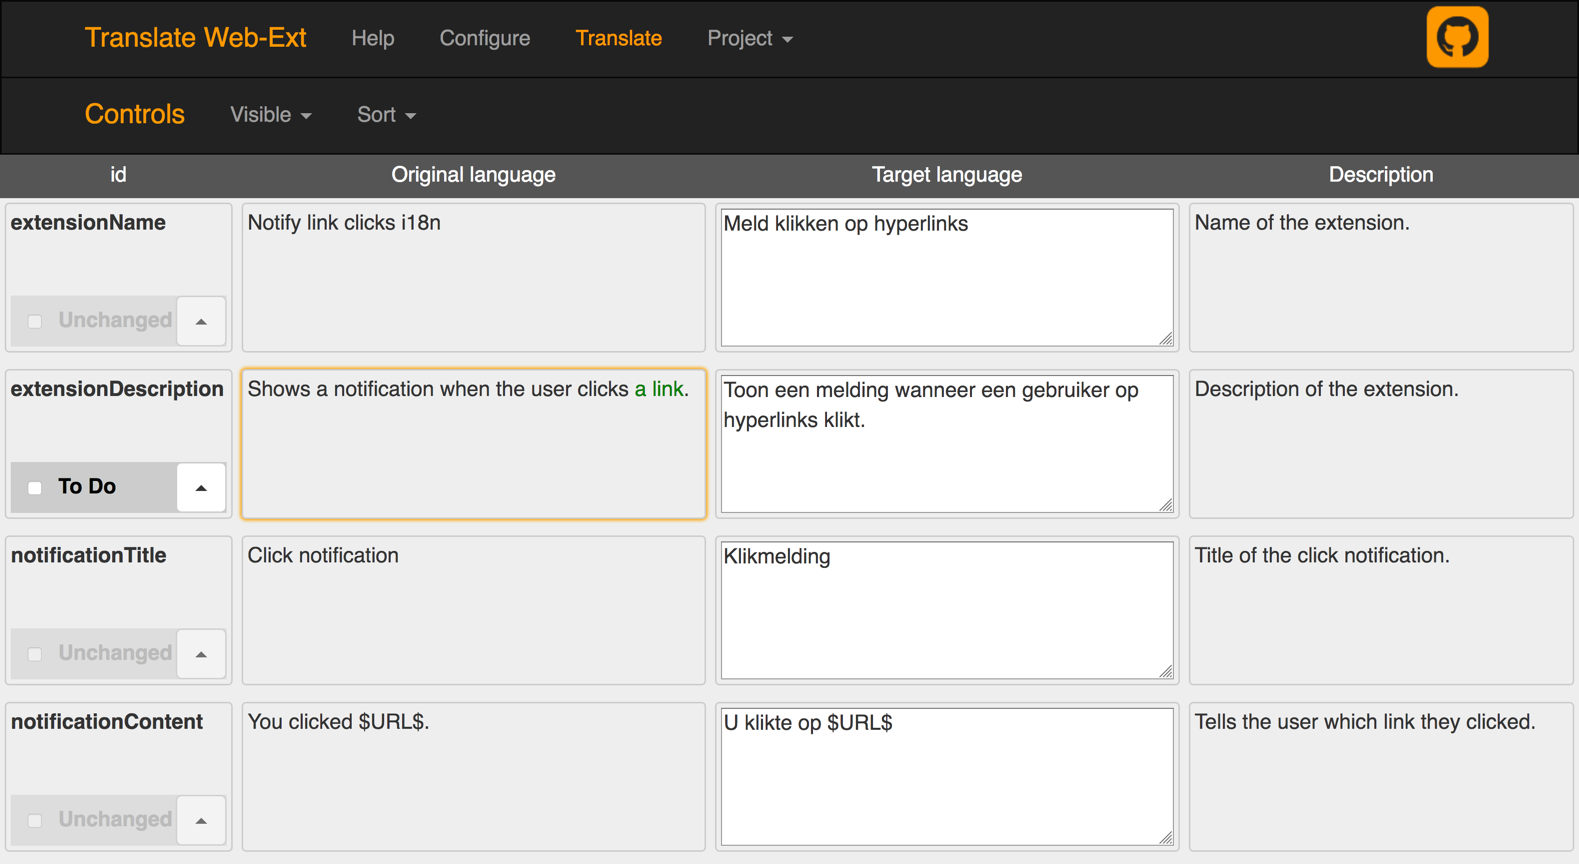 Translate Web-Ext Help Configure Translate Project
Controls Visible Sort
id Original language Target language Description
extensionName Notify link clicks i18n Meld klikken op hyperlinks Name of the extension.
Unchanged
extensionDescription Shows a notification when the user clicks a link. Toon een melding wanneer een gebruiker op Description of the extension.
hyperlinks klikt.
To Do
notificationTitle Click notification Klikmelding Title of the click notification.
Unchanged
notificationContent You clicked $URL$. U klikte op $URL$ Tells the user which link they clicked.
Unchanged